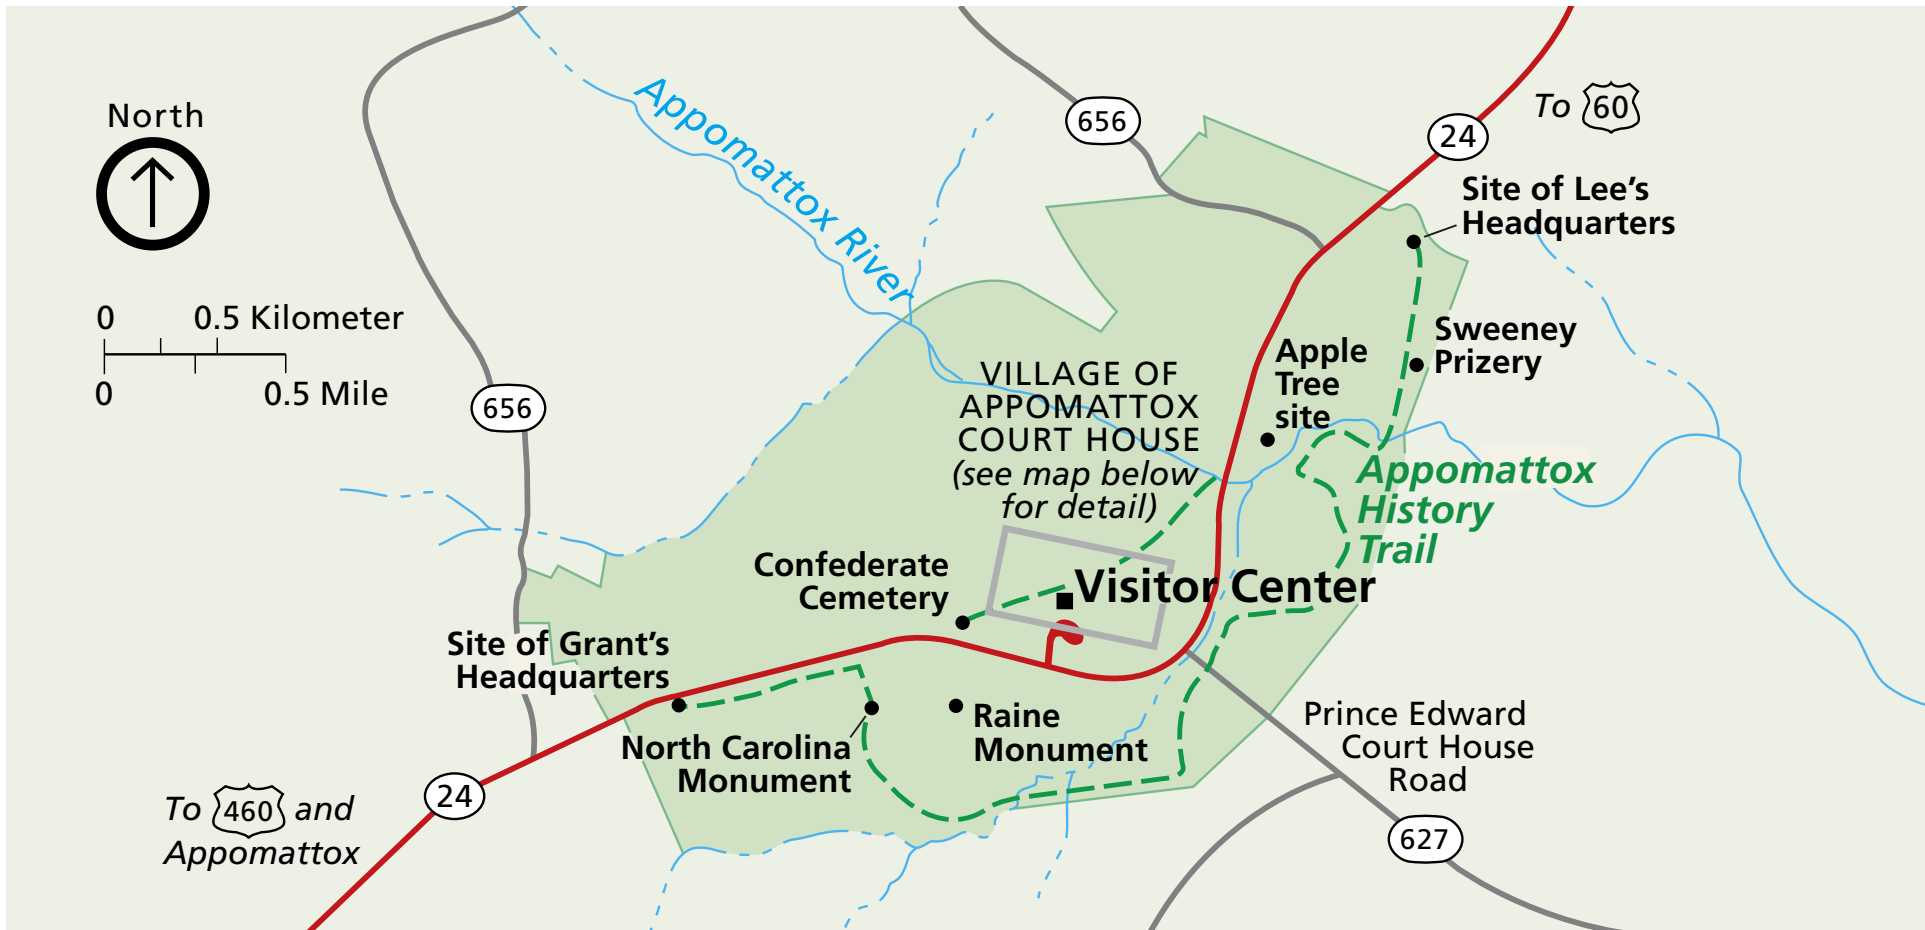 North
0
0.5 Kilometer
0
0.5 Mile
Appomattox River
656
24
To 60
Site of Lee's
Headquarters
Sweeney
Prizery
Apple
Tree
site
VILLAGE OF
APPOMATTOX
COURT HOUSE
(see map below
for detail)
656
Appomattox
History
Trail
Confederate
Cemetery
Visitor Center
Site of Grant's
Headquarters
North Carolina
Monument
Raine
Monument
Prince Edward
Court House
Road
24
To 460 and
Appomattox
627